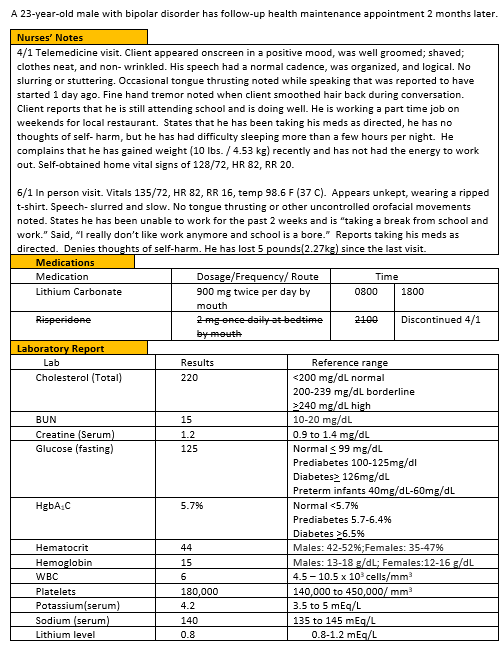 A 23-year-old male with bipolar disorder has follow-up health maintenance appointment 2 months later.
Nurses' Notes
4/1 Telemedicine visit. Client appeared onscreen in a positive mood, was well groomed; shaved;
clothes neat, and non- wrinkled. His speech had a normal cadence, was organized, and logical. No
slurring or stuttering. Occasional tongue thrusting noted while speaking that was reported to have
started 1 day ago. Fine hand tremor noted when client smoothed hair back during conversation.
Client reports that he is still attending school and is doing well. He is working a part time job on
weekends for local restaurant. States that he has been taking his meds as directed, he has no
thoughts of self- harm, but he has had difficulty sleeping more than a few hours per night. He
complains that he has gained weight (10 lbs. / 4.53 kg) recently and has not had the energy to work
out. Self-obtained home vital signs of 128/72, HR 82, RR 20.
6/1 In person visit. Vitals 135/72, HR 82, RR 16, temp 98.6 F (37 C). Appears unkept, wearing a ripped
t-shirt. Speech- slurred and slow. No tongue thrusting or other uncontrolled orofacial movements
noted. States he has been unable to work for the past 2 weeks and is "taking a break from school and
work." Said, "I really don't like work anymore and school is a bore." Reports taking his meds as
directed. Denies thoughts of self-harm. He has lost 5 pounds(2.27kg) since the last visit.
Medications
Medication Dosage/Frequency/ Route Time
Lithium Carbonate 900 mg twice per day by 0800 1800
mouth
Risperidone 2 mg once daily at bedtime 2100 Discontinued 4/1
by mouth
Laboratory Report
Lab Results Reference range
Cholesterol (Total) 220 <200 mg/dL normal
200-239 mg/dL borderline
≥240 mg/dL high
BUN 15 10-20 mg/dL
Creatine (Serum) 1.2 0.9 to 1.4 mg/dL
Glucose (fasting) 125 Normal ≤ 99 mg/dL
Prediabetes 100-125mg/dl
Diabetes≥ 126mg/dL
Preterm infants 40mg/dL-60mg/dL
HgbA₁C 5.7% Normal <5.7%
Prediabetes 5.7-6.4%
Diabetes ≥6.5%
Hematocrit 44 Males: 42-52%;Females: 35-47%
Hemoglobin 15 Males: 13-18 g/dL; Females:12-16 g/dL
WBC 6 4.5 – 10.5 x 10³ cells/mm³
Platelets 180,000 140,000 to 450,000/ mm³
Potassium(serum) 4.2 3.5 to 5 mEq/L
Sodium (serum) 140 135 to 145 mEq/L
Lithium level 0.8 0.8-1.2 mEq/L